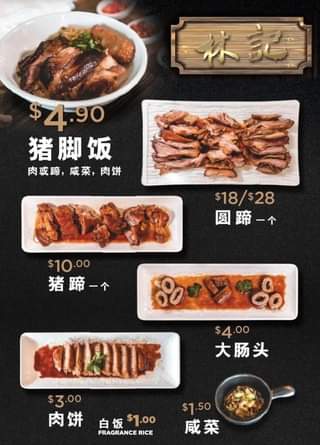 林記
$4.90
猪脚饭
肉或蹄，咸菜，肉饼
$18/$28
圆蹄一个
$10.00
猪蹄一个
$4.00
大肠头
$3.00
肉饼
白饭 $1.00
FRAGRANCE RICE
$1.50
咸菜